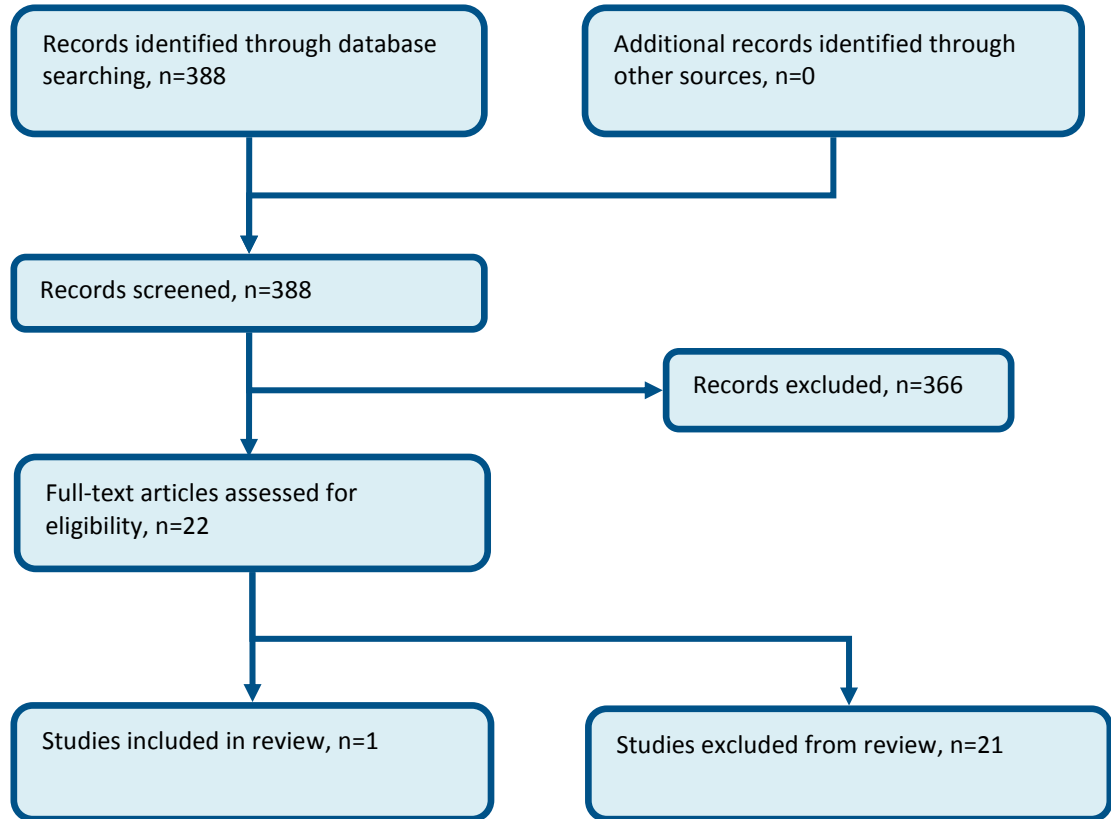 Records identified through database
searching, n=388
Additional records identified through
other sources, n=0
Records screened, n=388
Records excluded, n=366
Full-text articles assessed for
eligibility, n=22
Studies included in review, n=1
Studies excluded from review, n=21